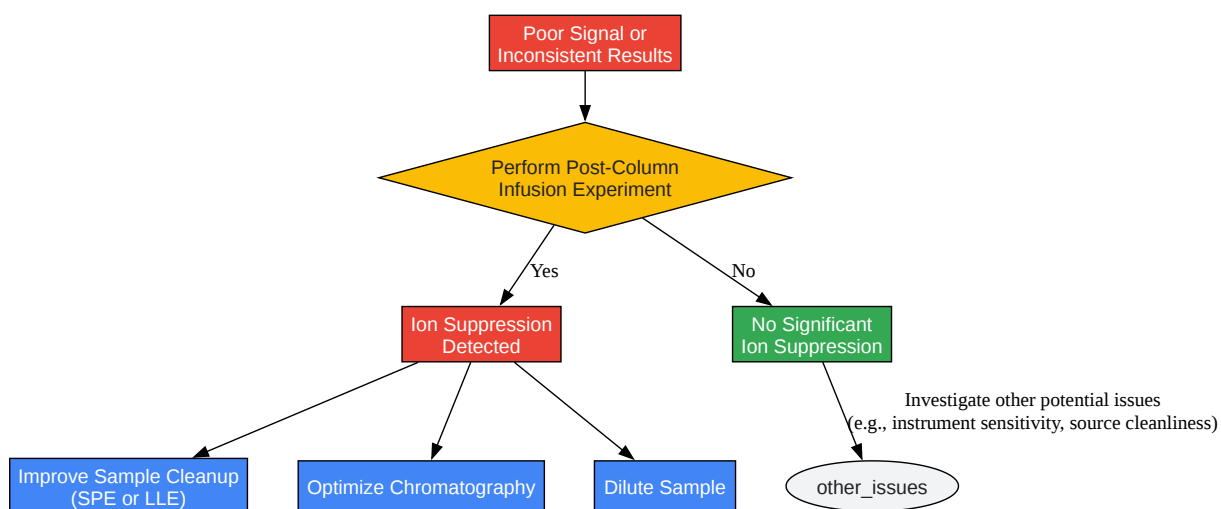 Poor Signal or
Inconsistent Results
Perform Post-Column
Infusion Experiment
Yes
No
Ion Suppression
Detected
No Significant
Ion Suppression
Investigate other potential issues
(e.g., instrument sensitivity, source cleanliness)
Improve Sample Cleanup
(SPE or LLE)
Optimize Chromatography
Dilute Sample
other_issues